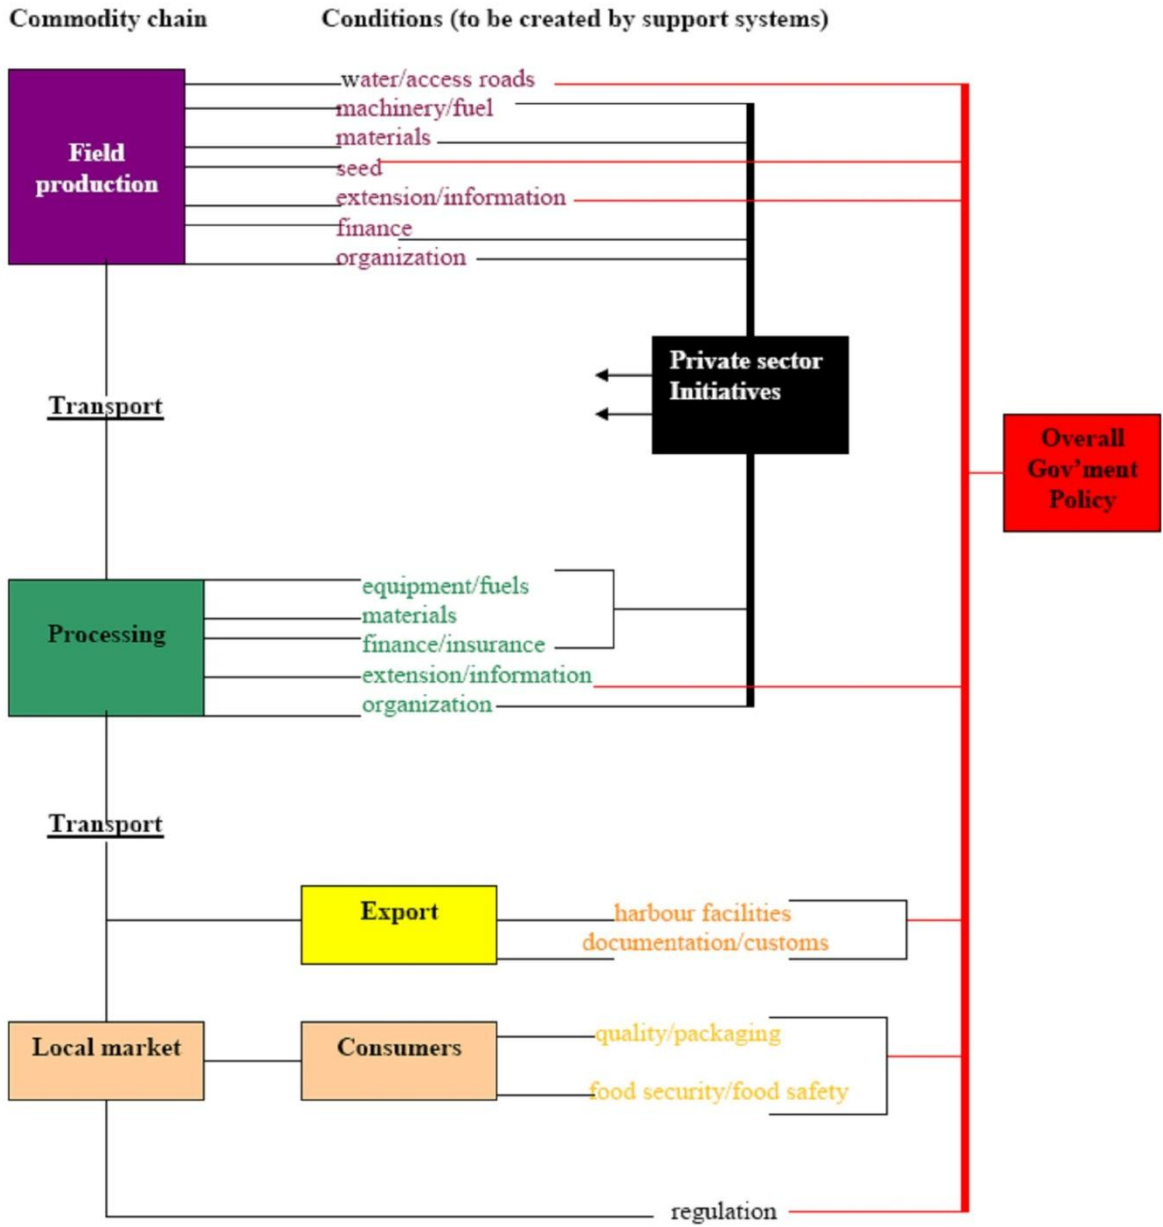 Commodity chain
Conditions (to be created by support systems)
Field
production
water/access roads
machinery/fuel
materials
seed
extension/information
finance
organization
Transport
Private sector
Initiatives
Overall
Gov'ment
Policy
Processing
equipment/fuels
materials
finance/insurance
extension/information
organization
Transport
Export
harbour facilities
documentation/customs
Local market
Consumers
quality/packaging
food security/food safety
regulation